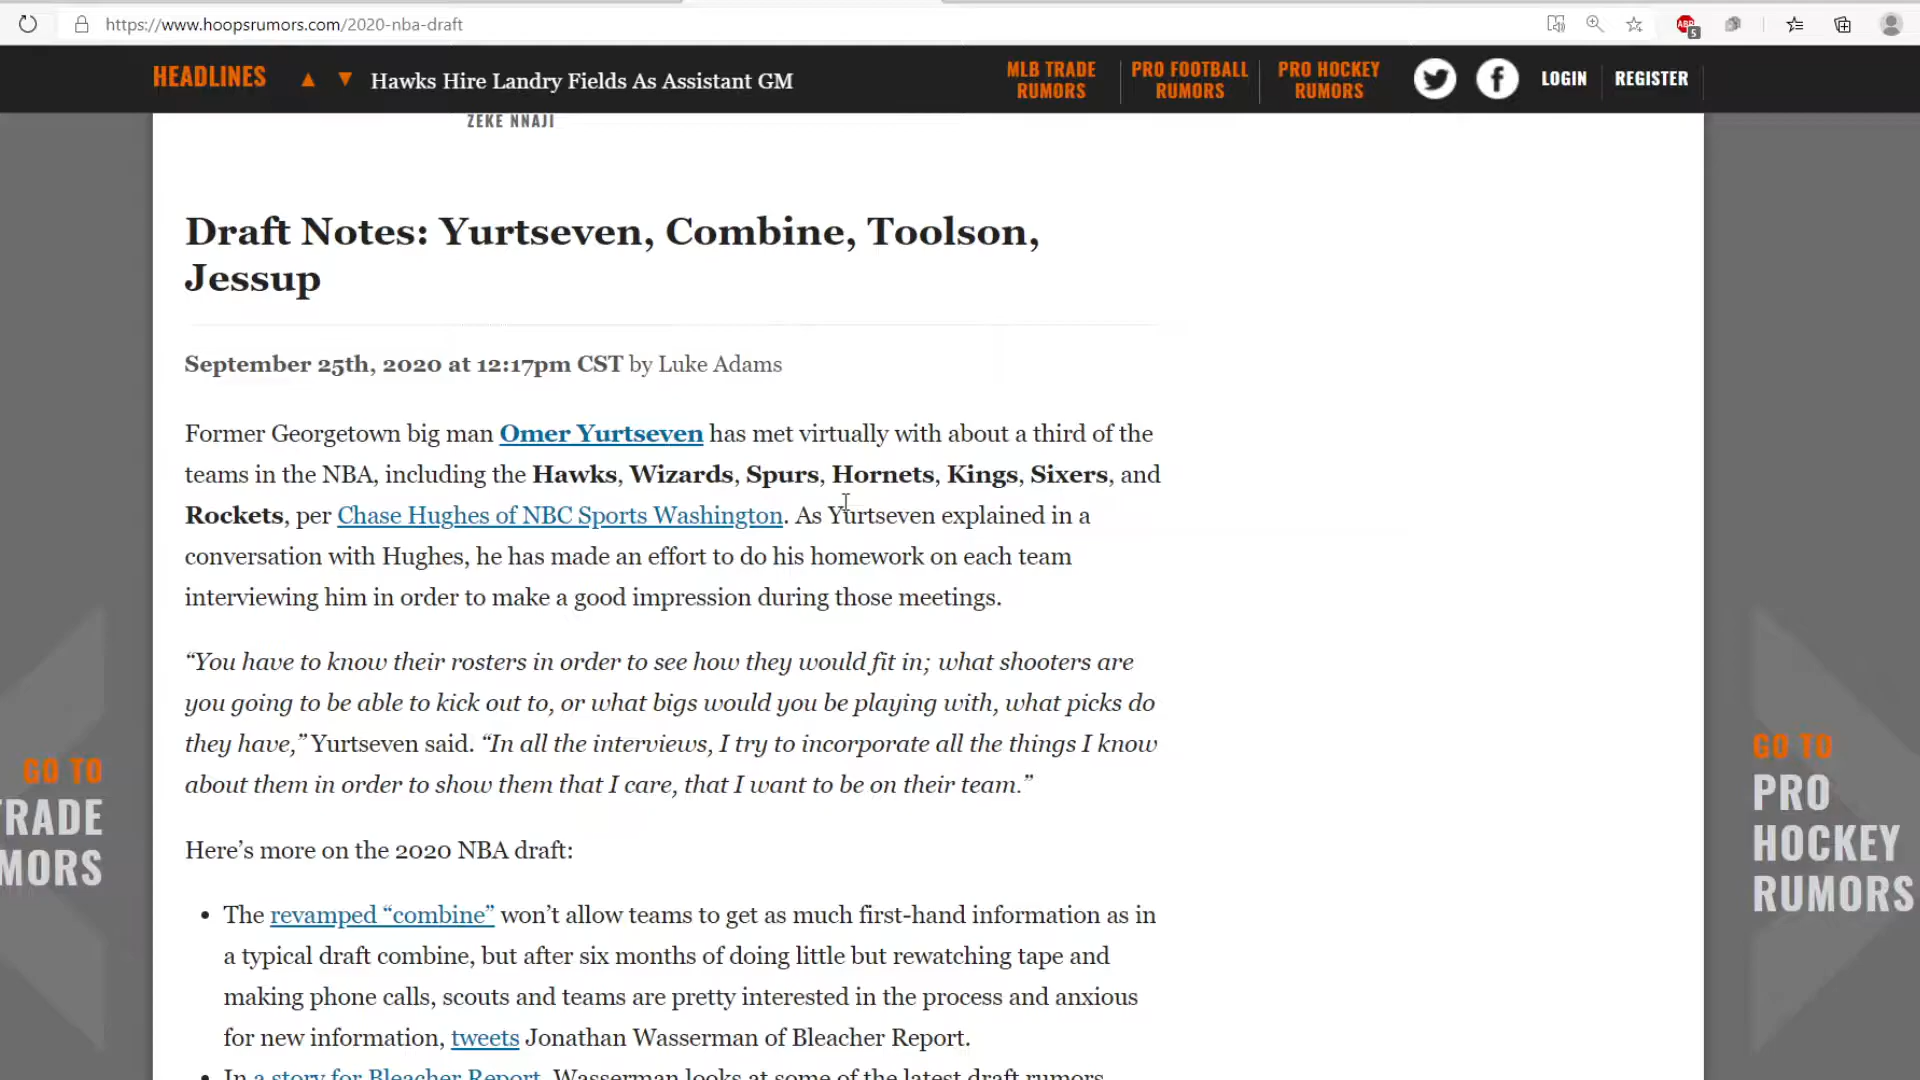 https://www.hoopsrumors.com/2020-nba-draft
ABP
5
HEADLINES ▲ ▼ Hawks Hire Landry Fields As Assistant GM
MLB TRADE RUMORS
PRO FOOTBALL RUMORS
PRO HOCKEY RUMORS
LOGIN
REGISTER
ZEKE NNAJI
Draft Notes: Yurtseven, Combine, Toolson,
Jessup
September 25th, 2020 at 12:17pm CST by Luke Adams
Former Georgetown big man Omer Yurtseven has met virtually with about a third of the
teams in the NBA, including the Hawks, Wizards, Spurs, Hornets, Kings, Sixers, and
Rockets, per Chase Hughes of NBC Sports Washington. As Yurtseven explained in a
conversation with Hughes, he has made an effort to do his homework on each team
interviewing him in order to make a good impression during those meetings.
“You have to know their rosters in order to see how they would fit in; what shooters are
you going to be able to kick out to, or what bigs would you be playing with, what picks do
they have,” Yurtseven said. “In all the interviews, I try to incorporate all the things I know
about them in order to show them that I care, that I want to be on their team.”
Here’s more on the 2020 NBA draft:
• The revamped “combine” won’t allow teams to get as much first-hand information as in
a typical draft combine, but after six months of doing little but rewatching tape and
making phone calls, scouts and teams are pretty interested in the process and anxious
for new information, tweets Jonathan Wasserman of Bleacher Report.
• In a story for Bleacher Report, Wasserman looks at some of the latest draft rumors,
GO TO
RADE
MORS
GO TO
PRO
HOCKEY
RUMORS